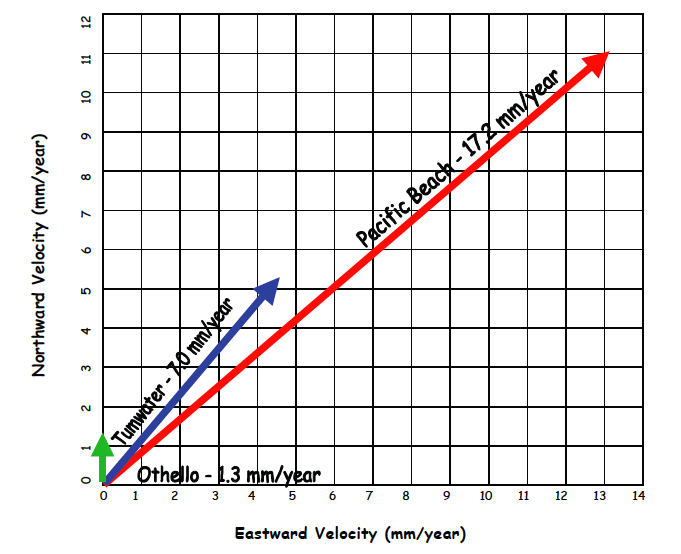 12
11
10
9
8
7
6
5
4
3
2
1
0
Northward Velocity (mm/year)
Pacific Beach - 17.2 mm/year
Tumwater - 7.0 mm/year
Othello - 1.3 mm/year
0 1 2 3 4 5 6 7 8 9 10 11 12 13 14
Eastward Velocity (mm/year)